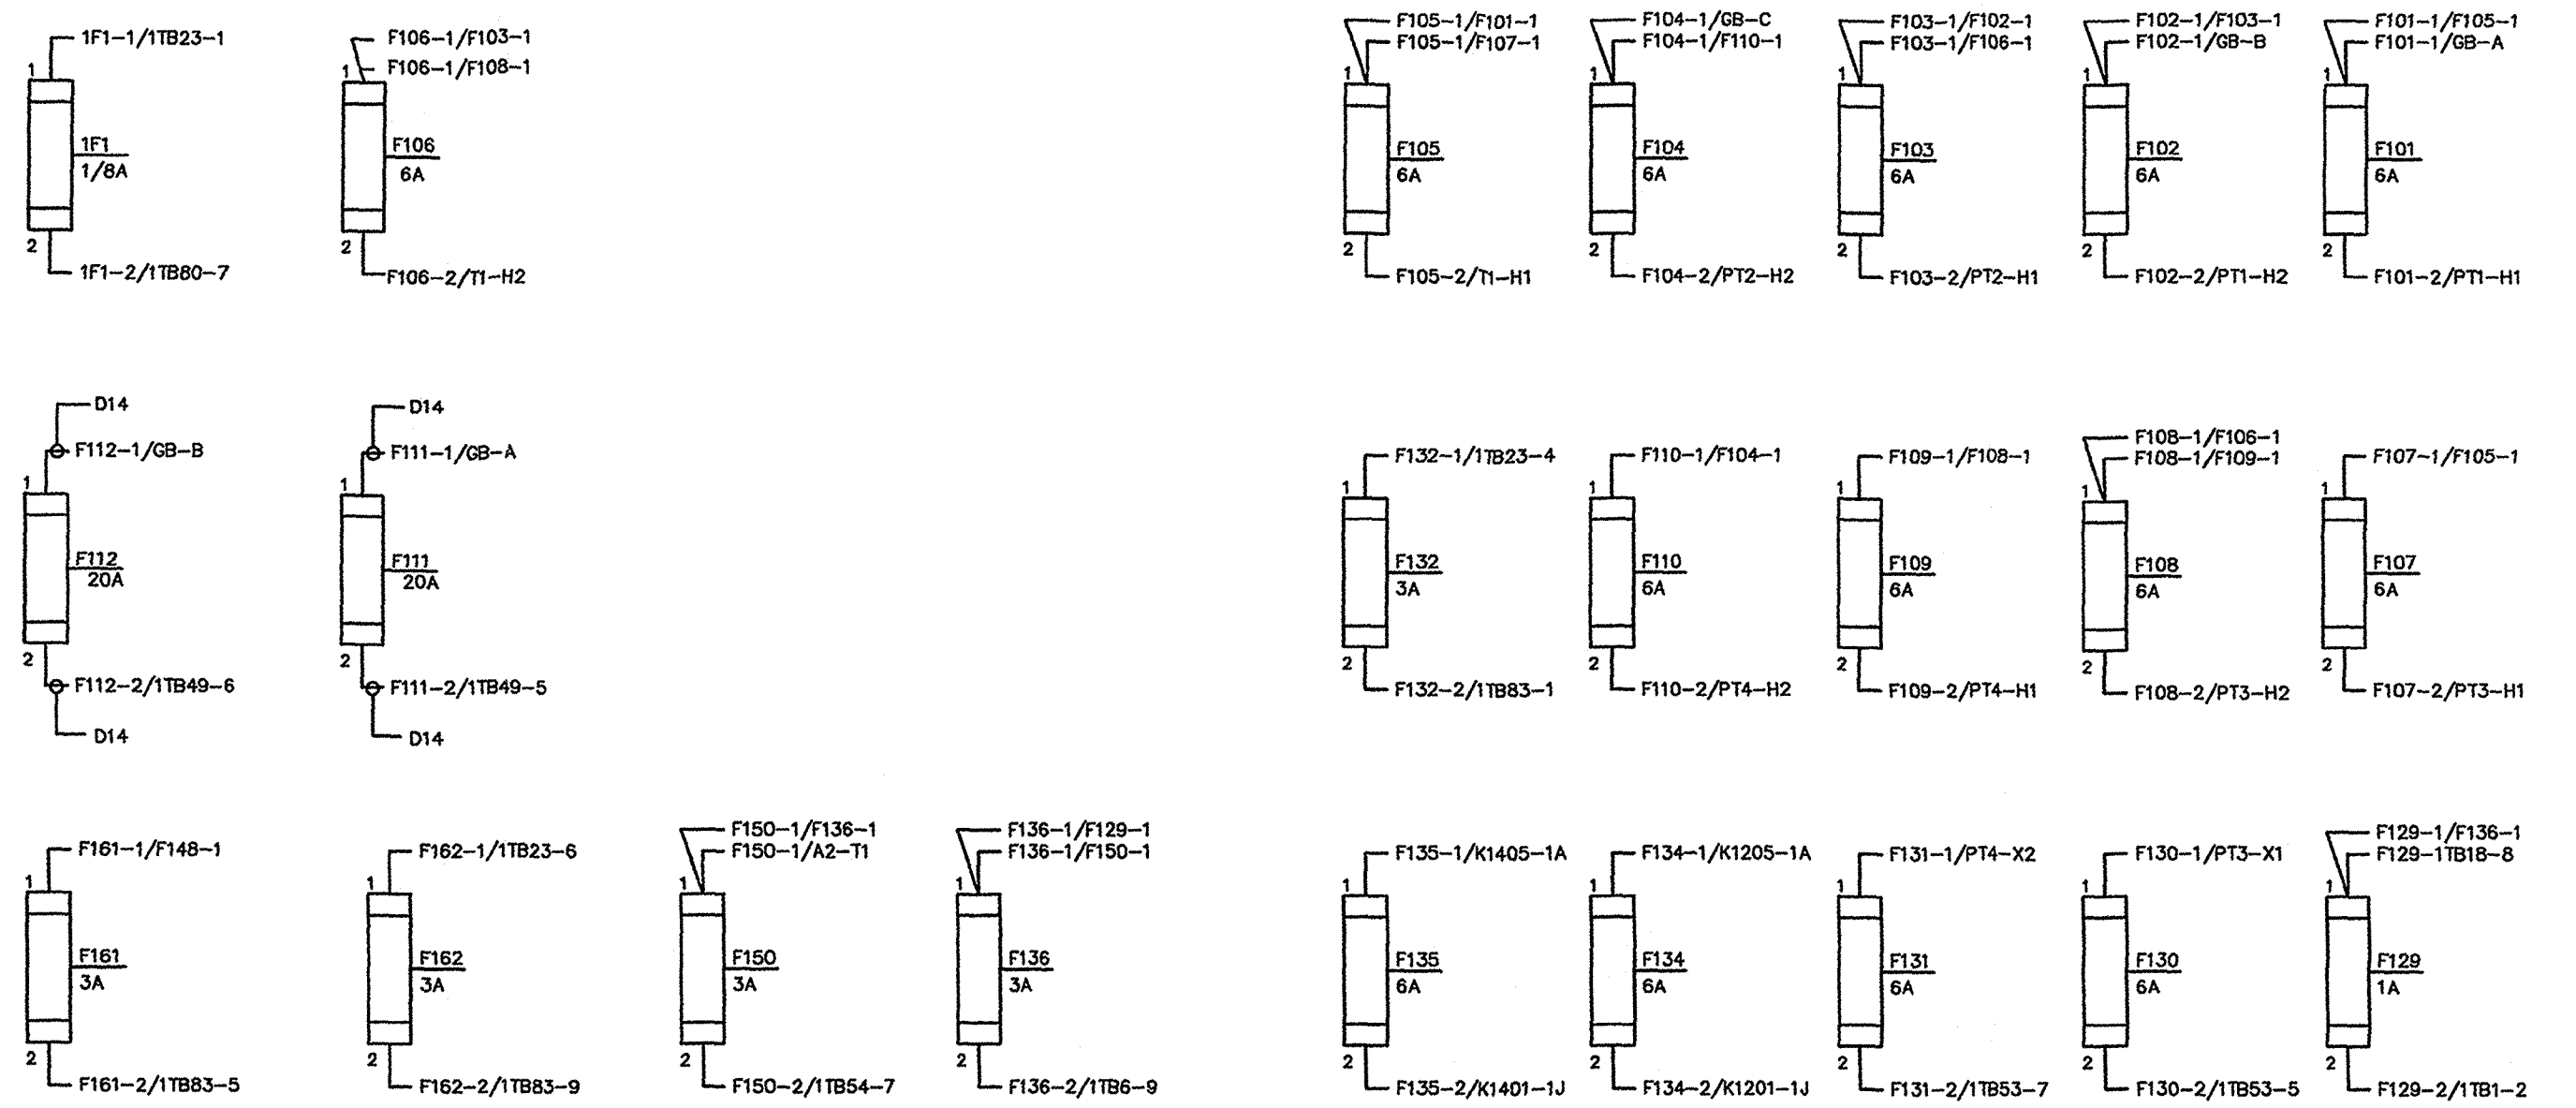 1F1-1/1TB23-1
1
1F1
1/8A
2
1F1-2/1TB80-7
F106-1/F103-1
F106-1/F108-1
1
F106
6A
2
F106-2/T1-H2
F105-1/F101-1
F105-1/F107-1
1
F105
6A
2
F105-2/T1-H1
F104-1/GB-C
F104-1/F110-1
1
F104
6A
2
F104-2/PT2-H2
F103-1/F102-1
F103-1/F106-1
1
F103
6A
2
F103-2/PT2-H1
F102-1/F103-1
F102-1/GB-B
1
F102
6A
2
F102-2/PT1-H2
F101-1/F105-1
F101-1/GB-A
1
F101
6A
2
F101-2/PT1-H1
D14
F112-1/GB-B
1
F112
20A
2
F112-2/1TB49-6
D14
D14
F111-1/GB-A
1
F111
20A
2
F111-2/1TB49-5
D14
F132-1/1TB23-4
1
F132
3A
2
F132-2/1TB83-1
F110-1/F104-1
1
F110
6A
2
F110-2/PT4-H2
F109-1/F108-1
1
F109
6A
2
F109-2/PT4-H1
F108-1/F106-1
F108-1/F109-1
1
F108
6A
2
F108-2/PT3-H2
F107-1/F105-1
1
F107
6A
2
F107-2/PT3-H1
F161-1/F148-1
1
F161
3A
2
F161-2/1TB83-5
F162-1/1TB23-6
1
F162
3A
2
F162-2/1TB83-9
F150-1/F136-1
F150-1/A2-T1
1
F150
3A
2
F150-2/1TB54-7
F136-1/F129-1
F136-1/F150-1
1
F136
3A
2
F136-2/1TB6-9
F135-1/K1405-1A
1
F135
6A
2
F135-2/K1401-1J
F134-1/K1205-1A
1
F134
6A
2
F134-2/K1201-1J
F131-1/PT4-X2
1
F131
6A
2
F131-2/1TB53-7
F130-1/PT3-X1
1
F130
6A
2
F130-2/1TB53-5
F129-1/F136-1
F129-1TB18-8
1
F129
1A
2
F129-2/1TB1-2